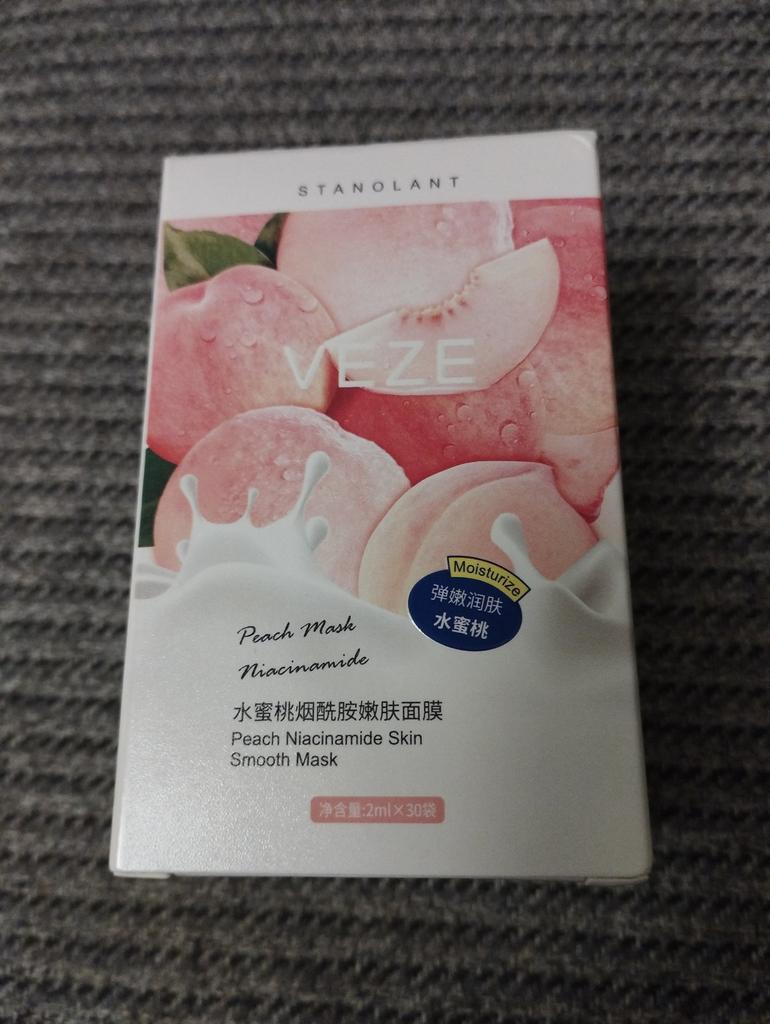 STANOLANT
VEZE
Moisturize
弹嫩润肤
水蜜桃
Peach Mask
Niacinamide
水蜜桃烟酰胺嫩肤面膜
Peach Niacinamide Skin
Smooth Mask
净含量:2ml×30袋